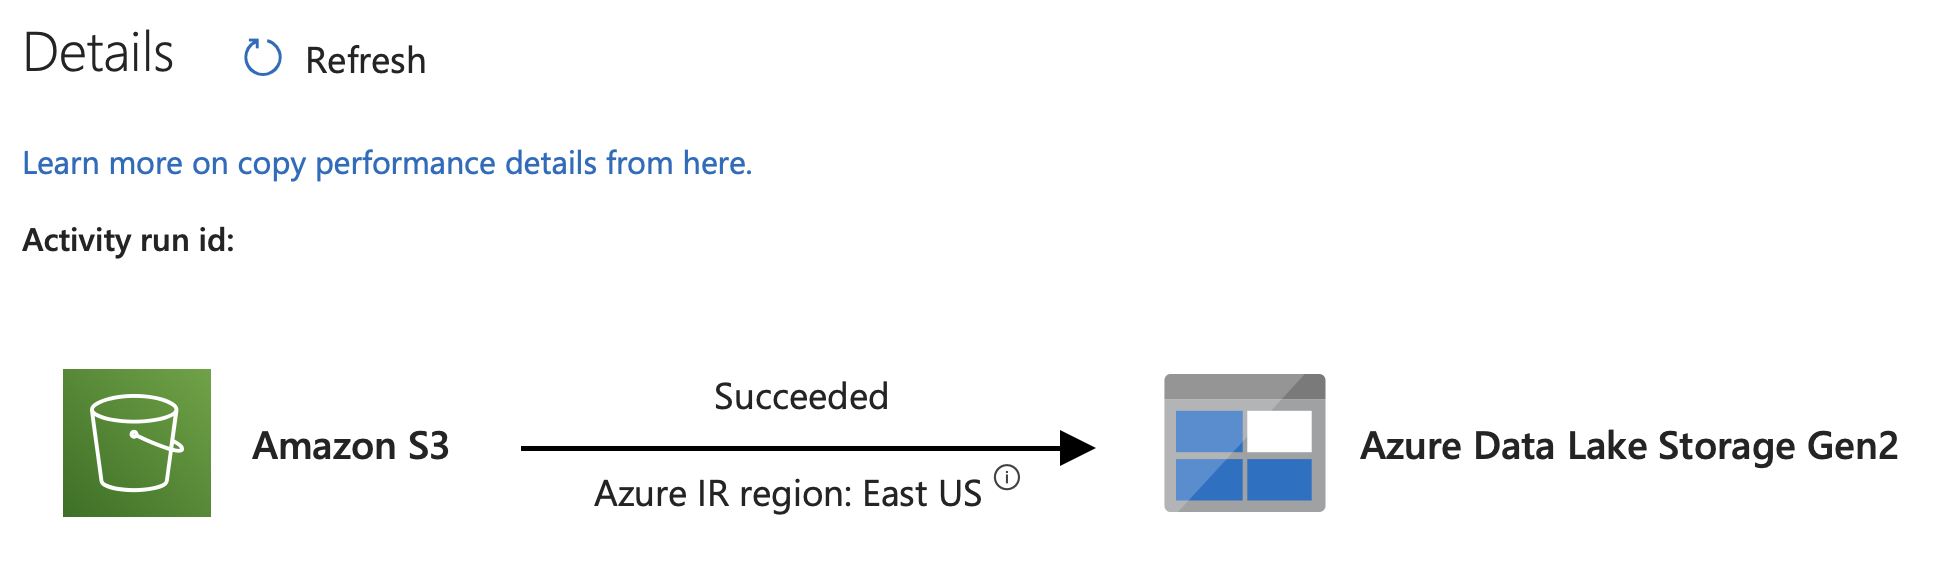 Details Refresh
Learn more on copy performance details from here.
Activity run id:
Succeeded
Amazon S3
Azure Data Lake Storage Gen2
Azure IR region: East US